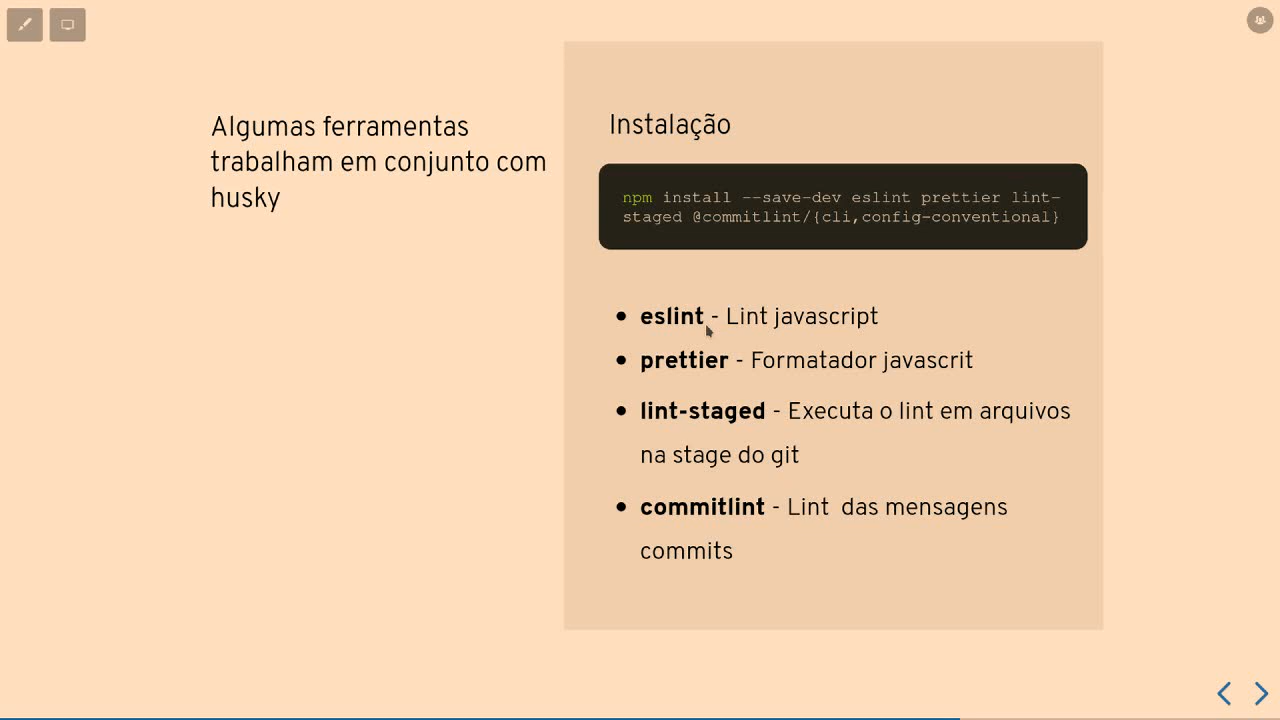 Algumas ferramentas
trabalham em conjunto com
husky
Instalação
npm install --save-dev eslint prettier lint-
staged @commitlint/{cli,config-conventional}
eslint - Lint javascript
prettier - Formatador javascrit
lint-staged - Executa o lint em arquivos
na stage do git
commitlint - Lint  das mensagens
commits